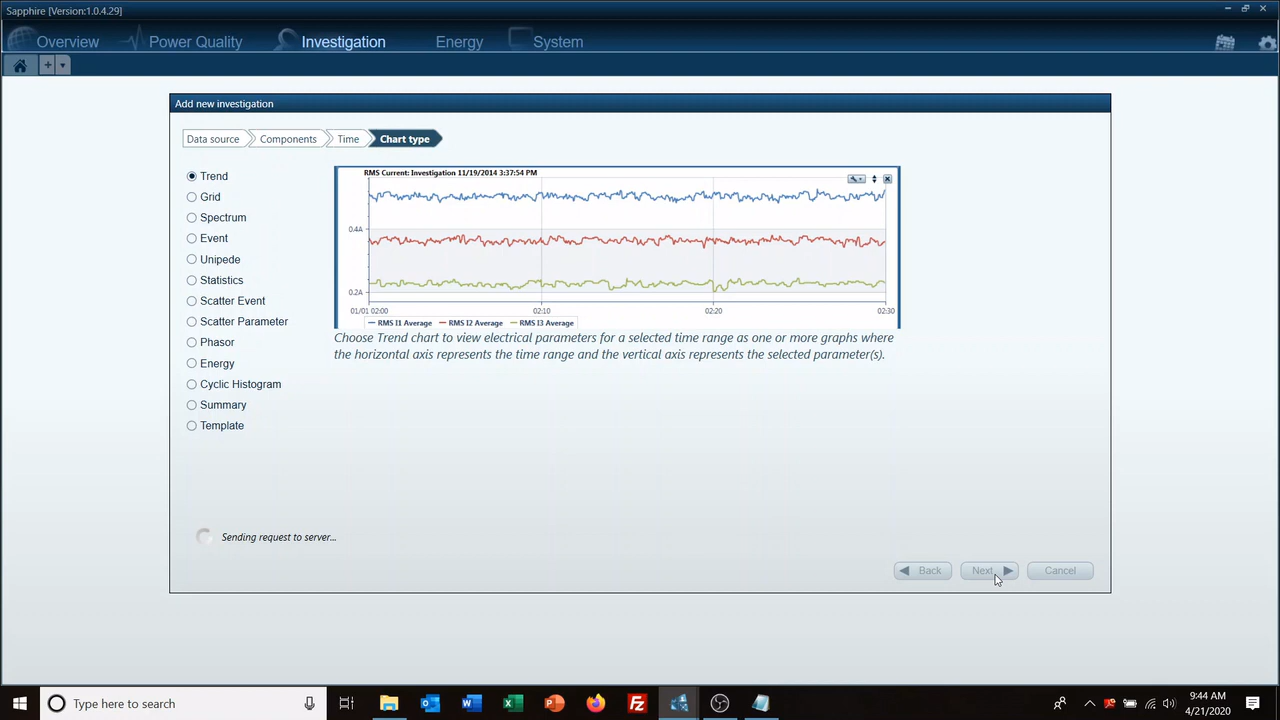 Sapphire [Version:1.0.4.29]
Overview Power Quality Investigation Energy System
Add new investigation
Data source Components Time Chart type
Trend
Grid
Spectrum
Event
Unipede
Statistics
Scatter Event
Scatter Parameter
Phasor
Energy
Cyclic Histogram
Summary
Template
RMS Current: Investigation 11/19/2014 3:37:54 PM
0.4A
0.2A
01/01 02:00 02:10 02:20 02:30
RMS I1 Average RMS I2 Average RMS I3 Average
Choose Trend chart to view electrical parameters for a selected time range as one or more graphs where
the horizontal axis represents the time range and the vertical axis represents the selected parameter(s).
Sending request to server...
Back Next Cancel
Type here to search
9:44 AM
4/21/2020